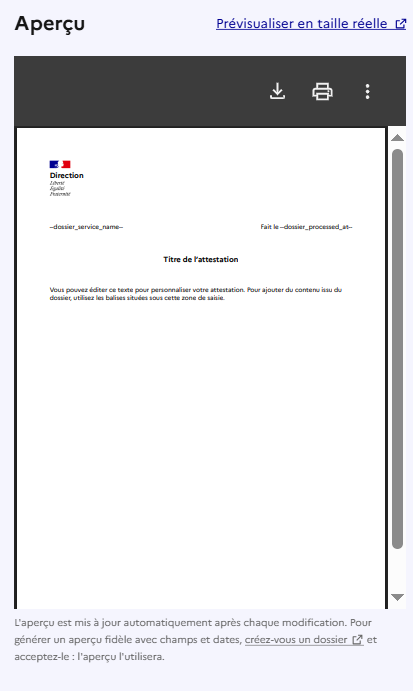 Aperçu
Prévisualiser en taille réelle
Direction
Liberté
Égalité
Fraternité
--dossier_service_name--
Fait le --dossier_processed_at--
Titre de l'attestation
Vous pouvez éditer ce texte pour personnaliser votre attestation. Pour ajouter du contenu issu du
dossier, utilisez les balises situées sous cette zone de saisie.
L'aperçu est mis à jour automatiquement après chaque modification. Pour
générer un aperçu fidèle avec champs et dates, créez-vous un dossier et
acceptez-le : l'aperçu l'utilisera.